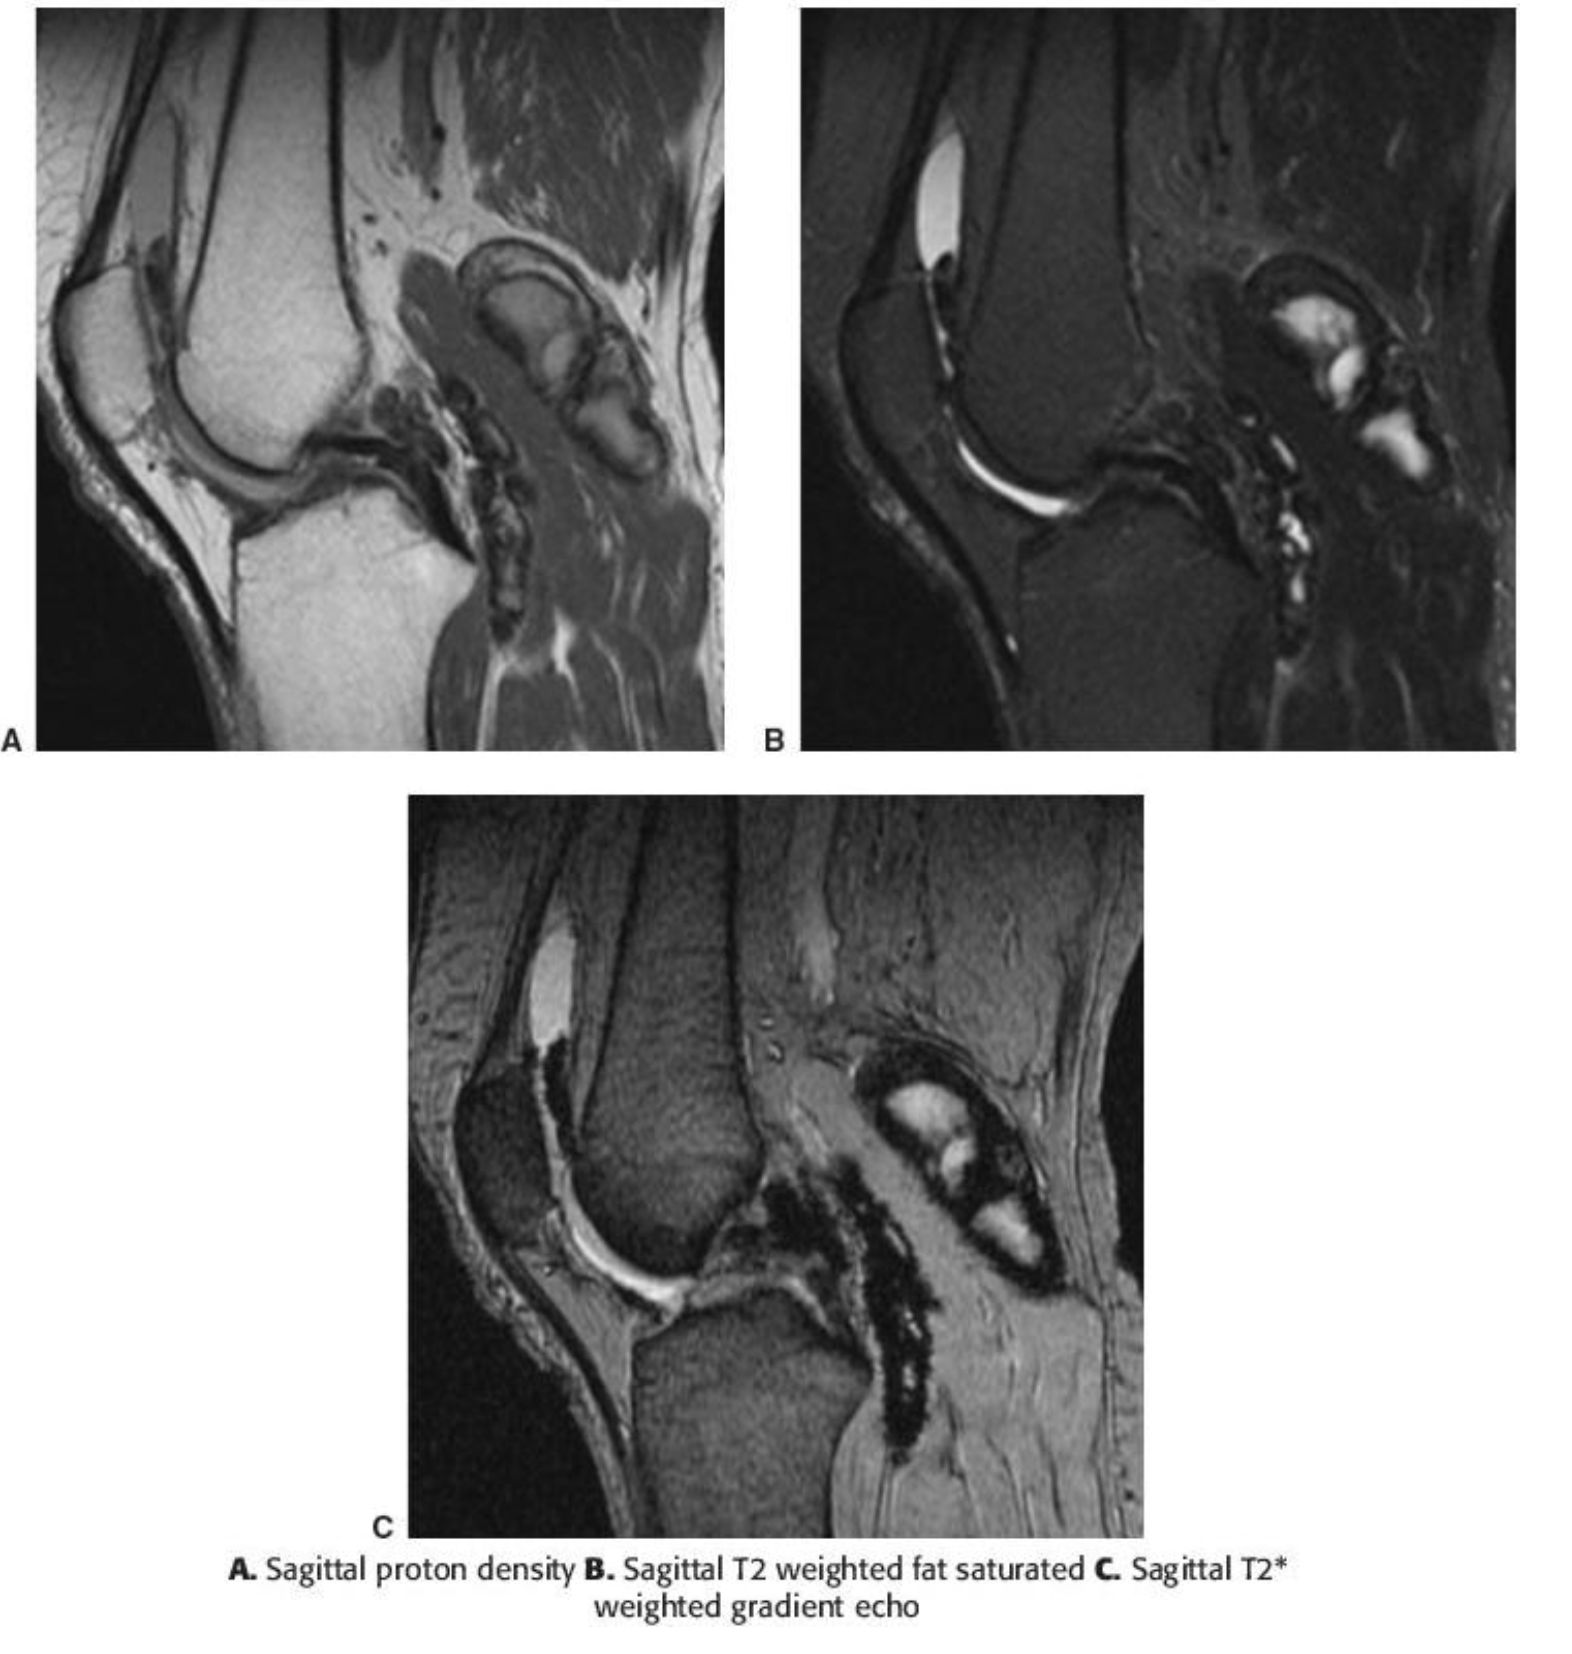 A
B
C
A. Sagittal proton density B. Sagittal T2 weighted fat saturated C. Sagittal T2*
weighted gradient echo